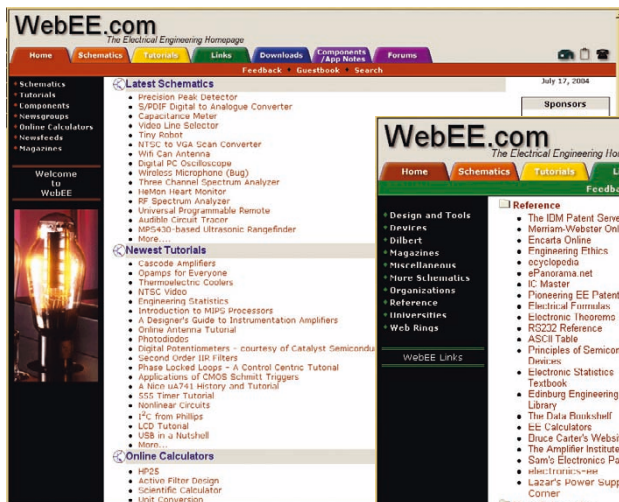 WebEE.com
The Electrical Engineering Homepage
Home
Schematics
Tutorials
Links
Downloads
Components
/App Notes
Forums
Feedback
Guestbook
Search
Schematics
Tutorials
Components
Newsgroups
Online Calculators
Newsfeeds
Magazines
Welcome
to
WebEE
Latest Schematics
Precision Peak Detector
S/PDIF Digital to Analogue Converter
Capacitance Meter
Video Line Selector
Tiny Robot
NTSC to VGA Scan Converter
Wifi Can Antenna
Digital PC Oscilloscope
Wireless Microphone (Bug)
Three Channel Spectrum Analyzer
HeMon Heart Monitor
RF Spectrum Analyzer
Universal Programmable Remote
Audible Circuit Tracer
MPS430-based Ultrasonic Rangefinder
More....
Newest Tutorials
Cascode Amplifiers
Opamps for Everyone
Thermoelectric Coolers
NTSC Video
Engineering Statistics
Introduction to MIPS Processors
A Designer's Guide to Instrumentation Amplifiers
Online Antenna Tutorial
Photodiodes
Digital Potentiometers - courtesy of Catalyst Semicondu
Second Order IIR Filters
Phase Locked Loops - A Control Centric Tutorial
Applications of CMOS Schmitt Triggers
A Nice uA741 History and Tutorial
555 Timer Tutorial
Nonlinear Circuits
I²C from Phillips
LCD Tutorial
USB in a Nutshell
More...
Online Calculators
HP25
Active Filter Design
Scientific Calculator
Unit Conversion
July 17, 2004
Sponsors
WebEE.com
The Electrical Engineering Hom
Home
Schematics
Tutorials
L
Feedba
Design and Tools
Devices
Dilbert
Magazines
Miscellaneous
More Schematics
Organizations
Reference
Universities
Web Rings
WebEE Links
Reference
The IBM Patent Serve
Merriam-Webster Onl
Encarta Online
Engineering Ethics
ecyclopedia
ePanorama.net
IC Master
Pioneering EE Patent
Electrical Formulas
Electronic Theorems
RS232 Reference
ASCII Table
Principles of Semicon
Devices
Electronic Statistics
Textbook
Edinburg Engineering
Library
The Data Bookshelf
EE Calculators
Bruce Carter's Websi
The Amplifier Institute
Sam's Electronics Pa
electronics-ee
Lazar's Power Supp
Corner